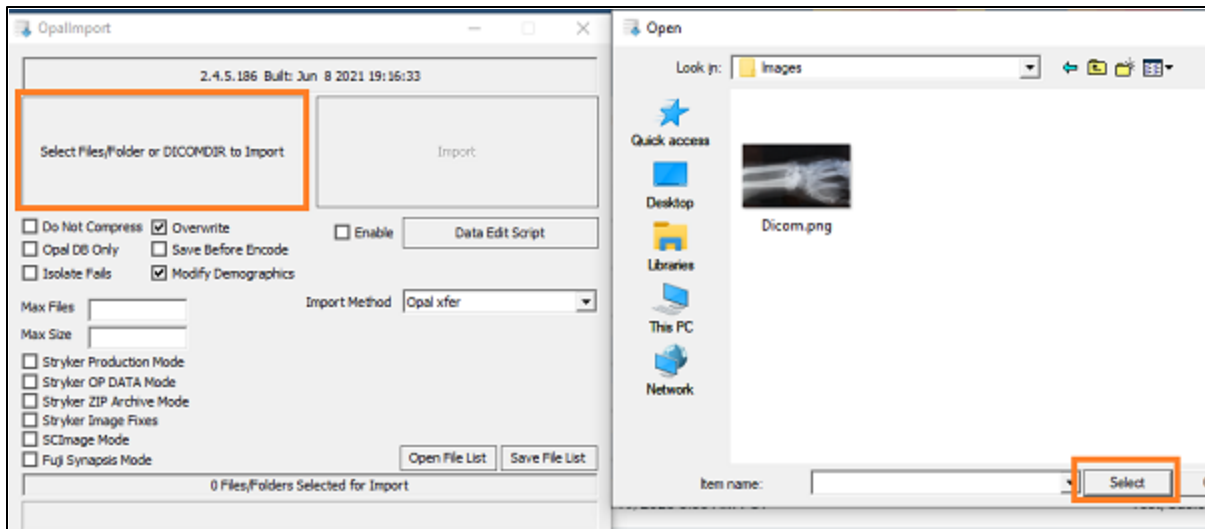 OpalImport
2.4.5.186 Built: Jun 8 2021 19:16:33
Select Files/Folder or DICOMDIR to Import
Import
Do Not Compress
Overwrite
Enable
Data Edit Script
Opal DB Only
Save Before Encode
Isolate Fails
Modify Demographics
Max Files
Import Method
Opal xfer
Max Size
Stryker Production Mode
Stryker OP DATA Mode
Stryker ZIP Archive Mode
Stryker Image Fixes
SCImage Mode
Fuji Synapsis Mode
Open File List
Save File List
0 Files/Folders Selected for Import
Open
Look in:
Images
Quick access
Desktop
Libraries
This PC
Network
Dicom.png
Item name:
Select